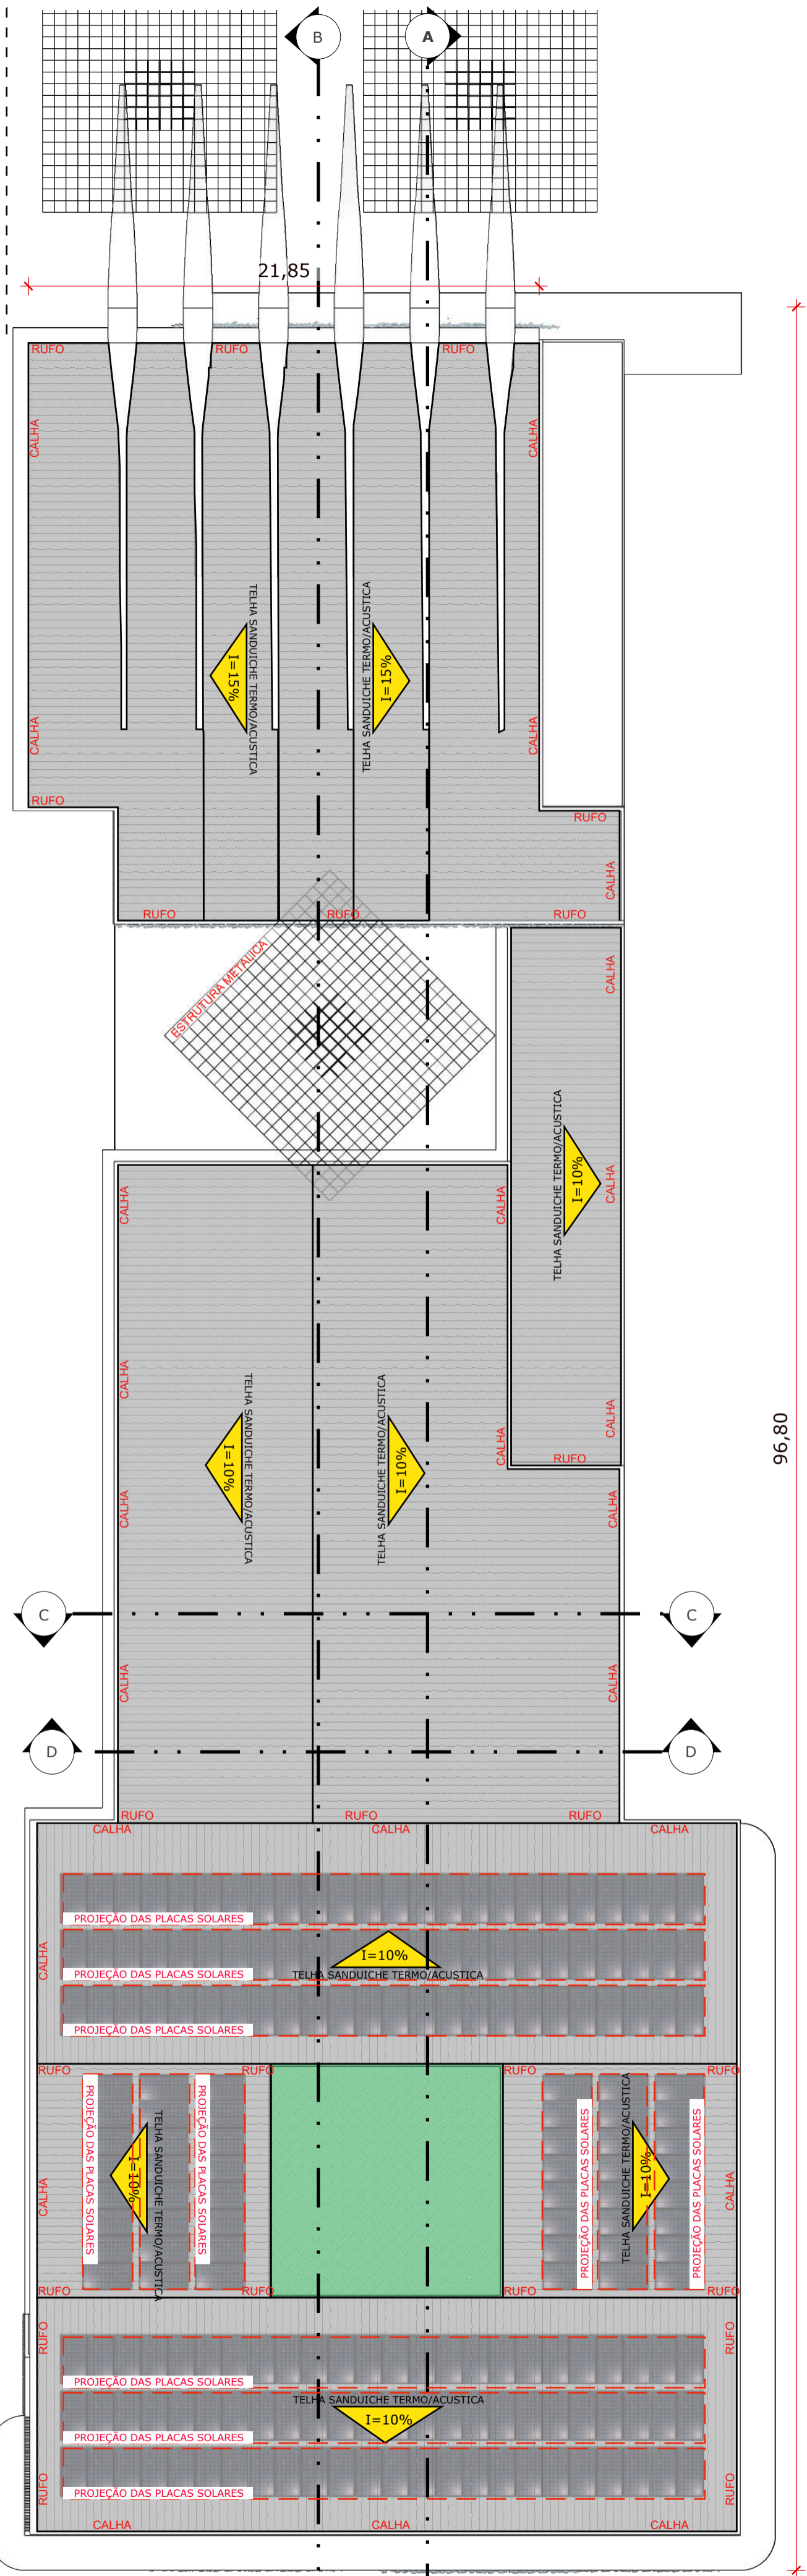 B
A
21,85
RUFO
RUFO
RUFO
CALHA
CALHA
TELHA SANDUICHE TERMO/ACUSTICA
I=15%
TELHA SANDUICHE TERMO/ACUSTICA
I=15%
CALHA
CALHA
RUFO
RUFO
CALHA
RUFO
RUFO
RUFO
ESTRUTURA METALICA
CALHA
TELHA SANDUICHE TERMO/ACUSTICA
I=10%
CALHA
CALHA
CALHA
CALHA
TELHA SANDUICHE TERMO/ACUSTICA
I=10%
TELHA SANDUICHE TERMO/ACUSTICA
I=10%
CALHA
CALHA
96,80
RUFO
CALHA
CALHA
C
C
CALHA
CALHA
D
D
RUFO
RUFO
RUFO
CALHA
CALHA
CALHA
PROJEÇÃO DAS PLACAS SOLARES
CALHA
I=10%
PROJEÇÃO DAS PLACAS SOLARES
TELHA SANDUICHE TERMO/ACUSTICA
PROJEÇÃO DAS PLACAS SOLARES
RUFO
RUFO
RUFO
RUFO
PROJEÇÃO DAS PLACAS SOLARES
PROJEÇÃO DAS PLACAS SOLARES
TELHA SANDUICHE TERMO/ACUSTICA
I=10%
CALHA
TELHA SANDUICHE TERMO/ACUSTICA
I=10%
PROJEÇÃO DAS PLACAS SOLARES
PROJEÇÃO DAS PLACAS SOLARES
CALHA
RUFO
RUFO
RUFO
RUFO
RUFO
RUFO
PROJEÇÃO DAS PLACAS SOLARES
TELHA SANDUICHE TERMO/ACUSTICA
I=10%
PROJEÇÃO DAS PLACAS SOLARES
PROJEÇÃO DAS PLACAS SOLARES
RUFO
RUFO
CALHA
CALHA
CALHA